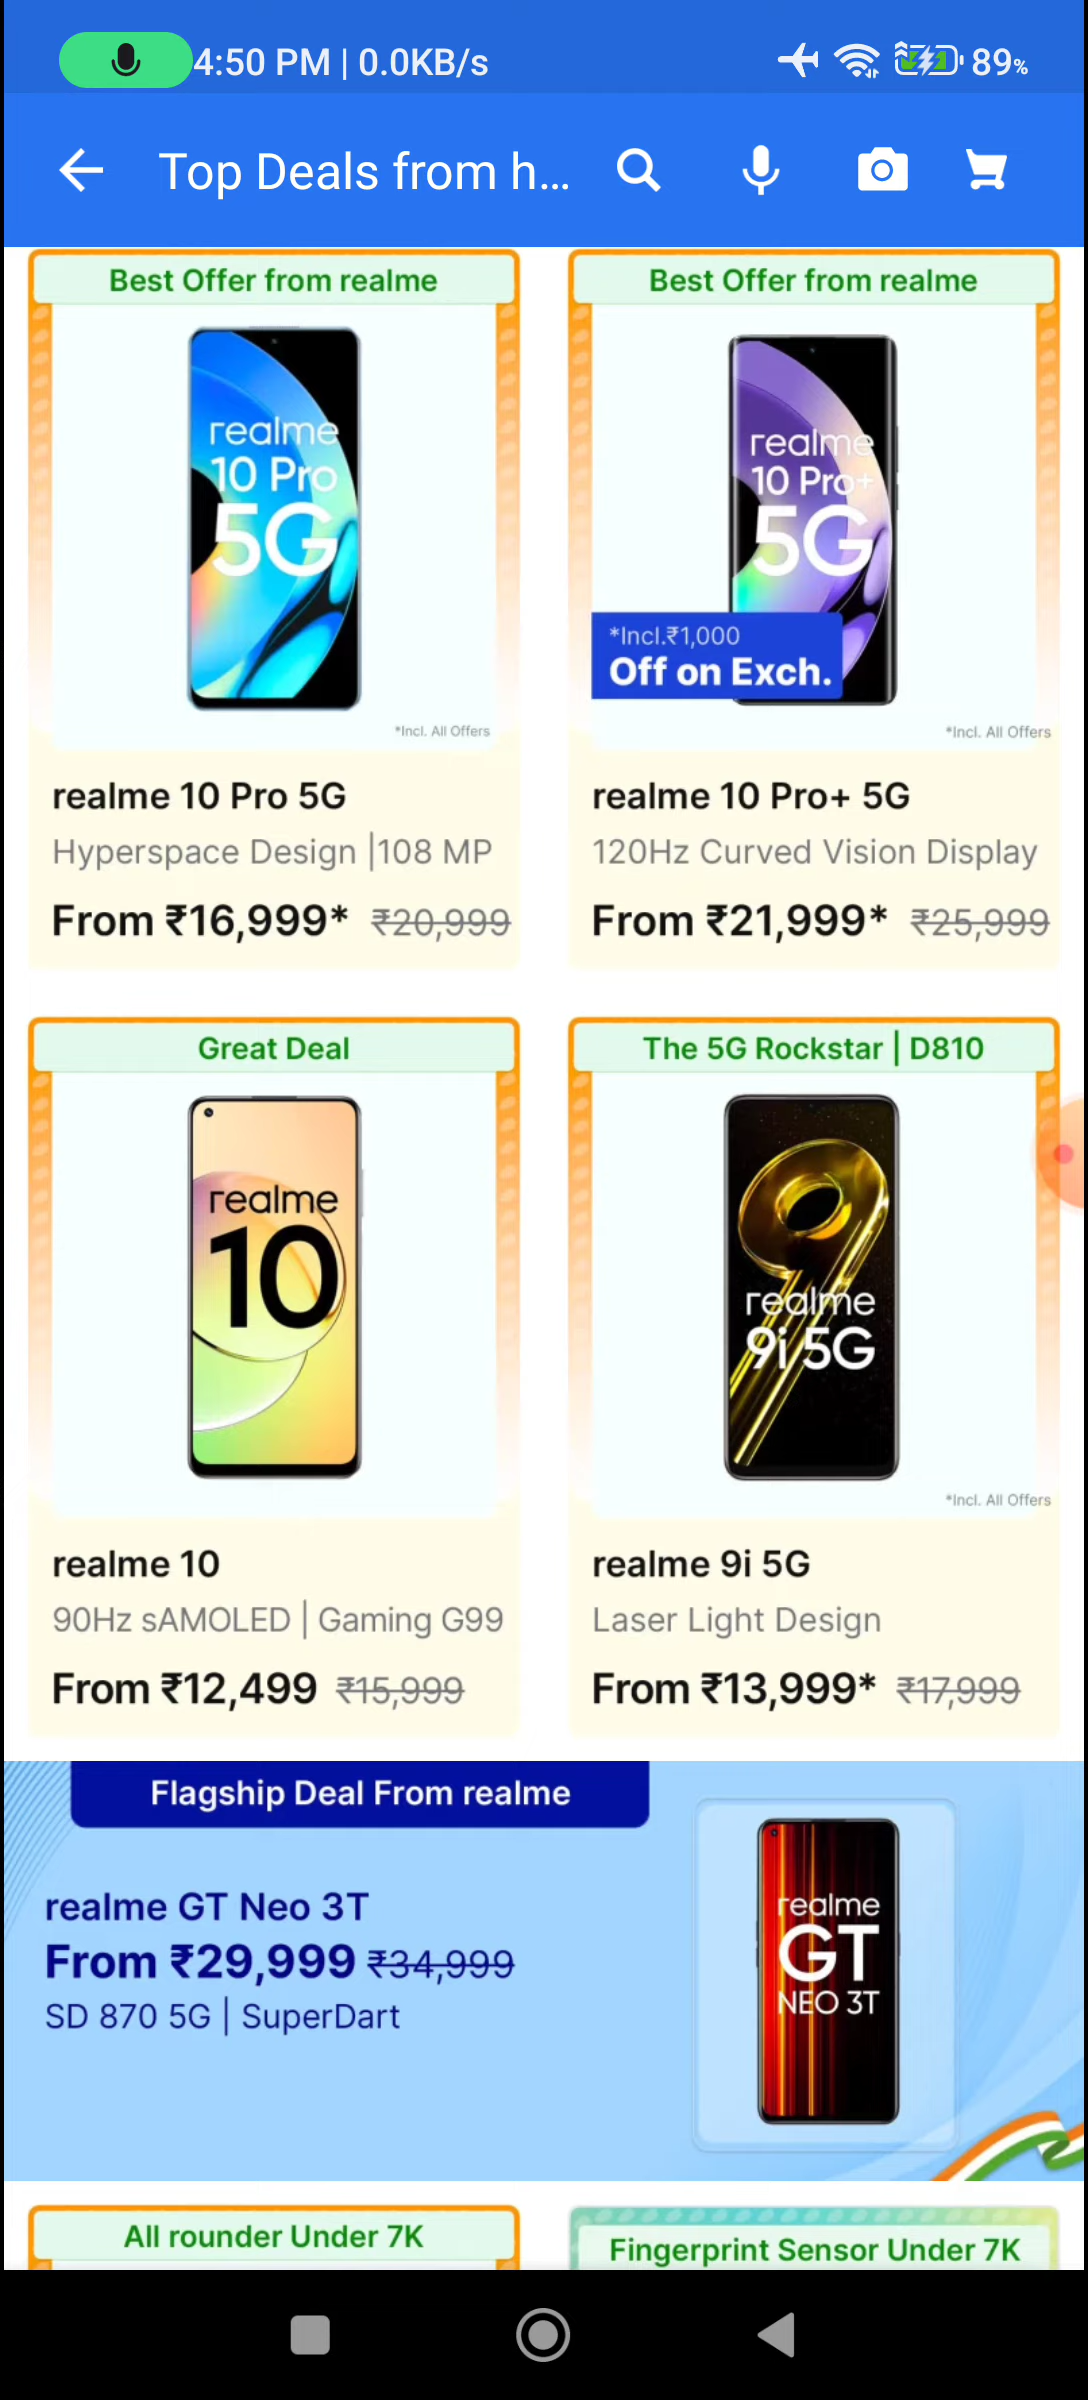 4:50 PM | 0.0KB/s 89%
Top Deals from h...
Best Offer from realme
realme
10 Pro
5G
*Incl. All Offers
realme 10 Pro 5G
Hyperspace Design |108 MP
From ₹16,999* ₹20,999
Best Offer from realme
realme
10 Pro+
5G
*Incl.₹1,000
Off on Exch.
*Incl. All Offers
realme 10 Pro+ 5G
120Hz Curved Vision Display
From ₹21,999* ₹25,999
Great Deal
realme
10
realme 10
90Hz sAMOLED | Gaming G99
From ₹12,499 ₹15,999
The 5G Rockstar | D810
realme
9i 5G
*Incl. All Offers
realme 9i 5G
Laser Light Design
From ₹13,999* ₹17,999
Flagship Deal From realme
realme GT Neo 3T
From ₹29,999 ₹34,999
SD 870 5G | SuperDart
realme
GT
NEO 3T
All rounder Under 7K
Fingerprint Sensor Under 7K